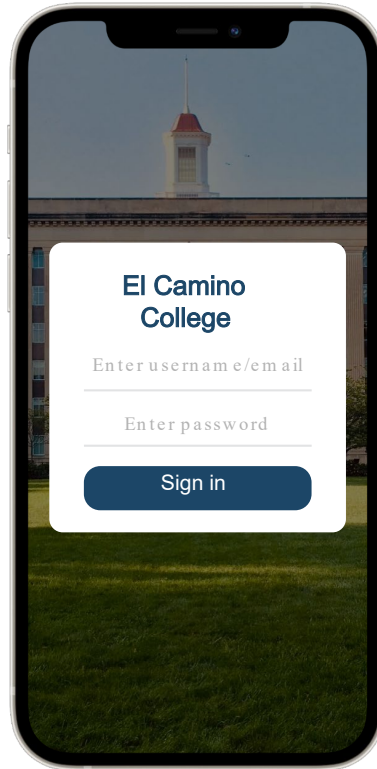 El Camino
College
Enter username/email
Enter password
Sign in